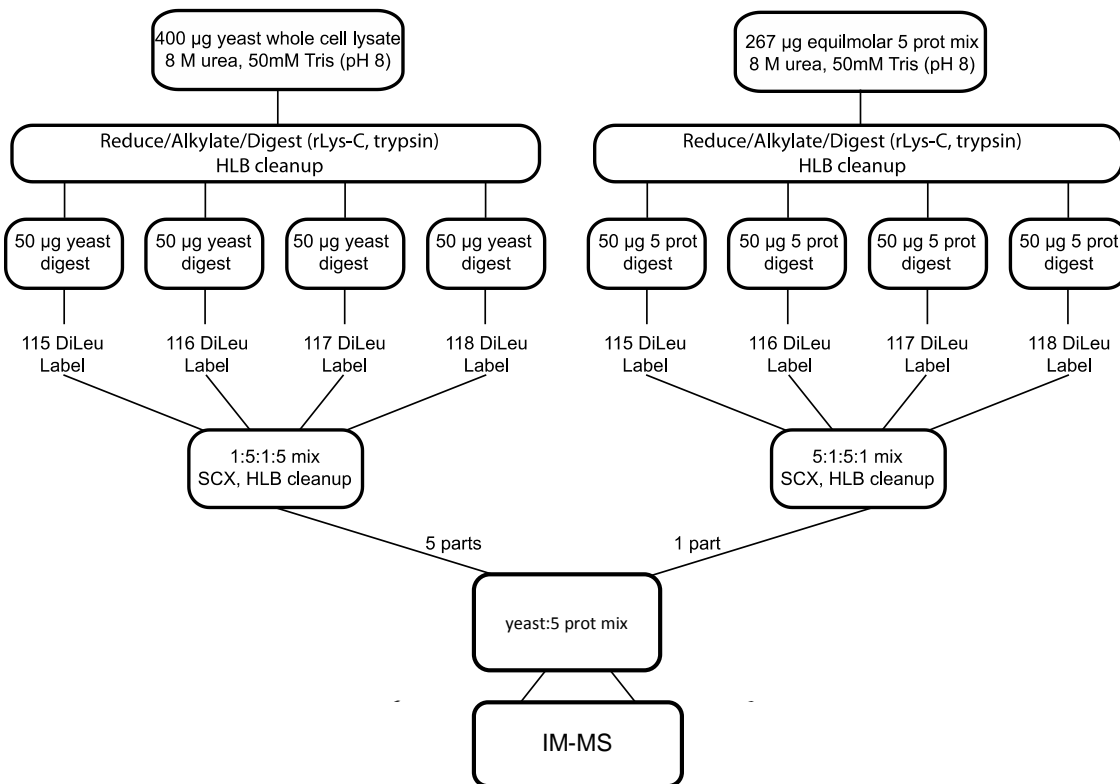 400 µg yeast whole cell lysate
8 M urea, 50mM Tris (pH 8)
267 µg equilmolar 5 prot mix
8 M urea, 50mM Tris (pH 8)
Reduce/Alkylate/Digest (rLys-C, trypsin)
HLB cleanup
Reduce/Alkylate/Digest (rLys-C, trypsin)
HLB cleanup
50 µg yeast
digest
50 µg yeast
digest
50 µg yeast
digest
50 µg yeast
digest
50 µg 5 prot
digest
50 µg 5 prot
digest
50 µg 5 prot
digest
50 µg 5 prot
digest
115 DiLeu
Label
116 DiLeu
Label
117 DiLeu
Label
118 DiLeu
Label
115 DiLeu
Label
116 DiLeu
Label
117 DiLeu
Label
118 DiLeu
Label
1:5:1:5 mix
SCX, HLB cleanup
5:1:5:1 mix
SCX, HLB cleanup
5 parts
1 part
yeast:5 prot mix
IM-MS